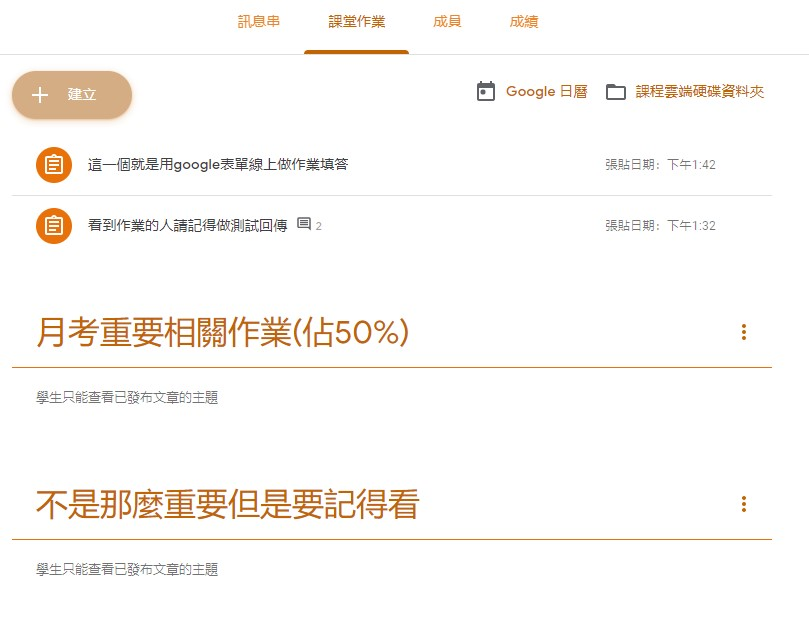 訊息串 課堂作業 成員 成績
建立 Google 日曆 課程雲端硬碟資料夾
這一個就是用google表單線上做作業填答 張貼日期：下午1:42
看到作業的人請記得做測試回傳 2 張貼日期：下午1:32
月考重要相關作業(佔50%)
學生只能查看已發布文章的主題
不是那麼重要但是要記得看
學生只能查看已發布文章的主題